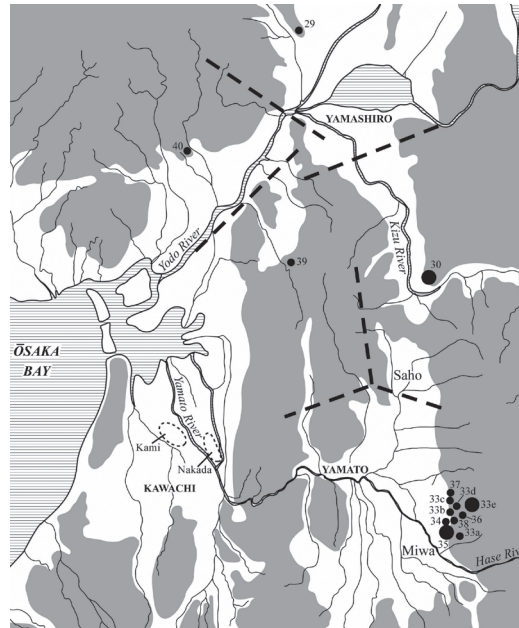 29
YAMASHIRO
40
Yodo River
Kizu River
39
30
ŌSAKA
BAY
Saho
Yamato River
Kami
Nakada
YAMATO
KAWACHI
37
33c
33d
33e
33b
36
34
38
33a
35
Miwa
Hase Riv